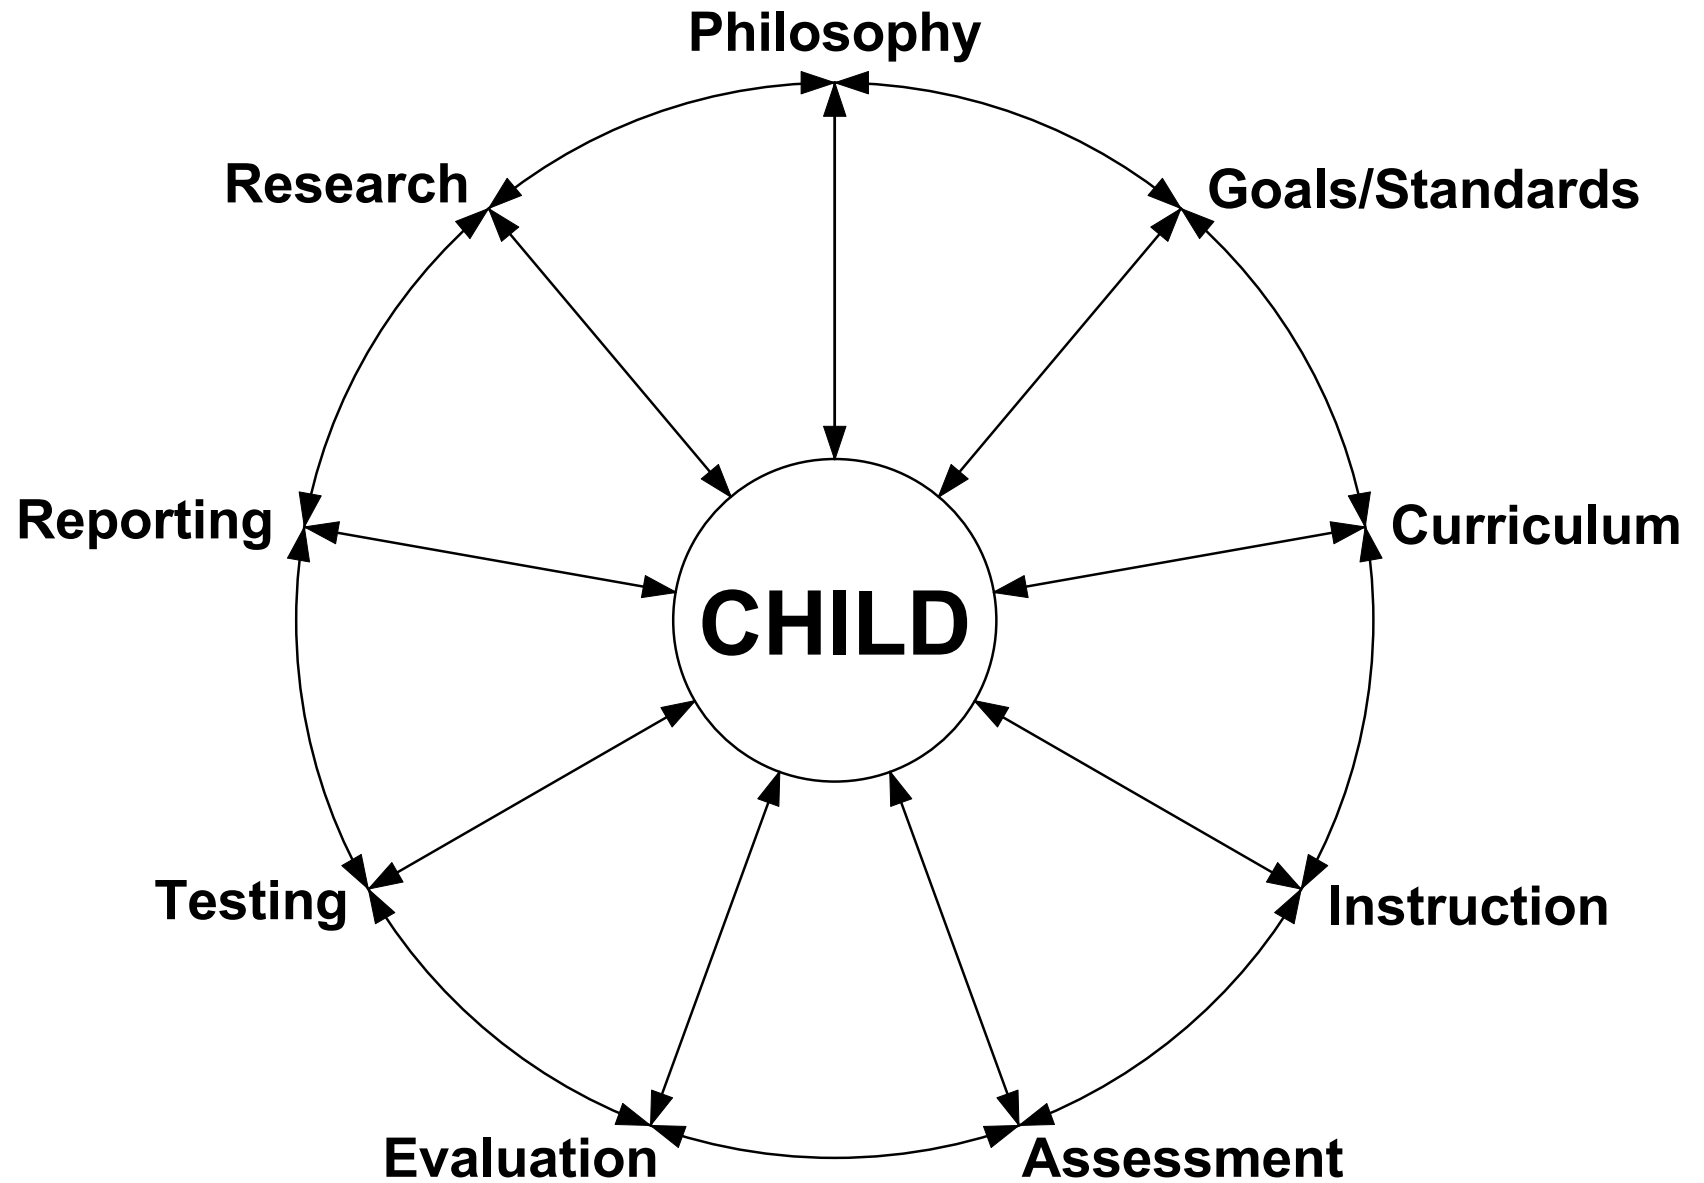 Philosophy
Research
Goals/Standards
Reporting
Curriculum
CHILD
Testing
Instruction
Evaluation
Assessment